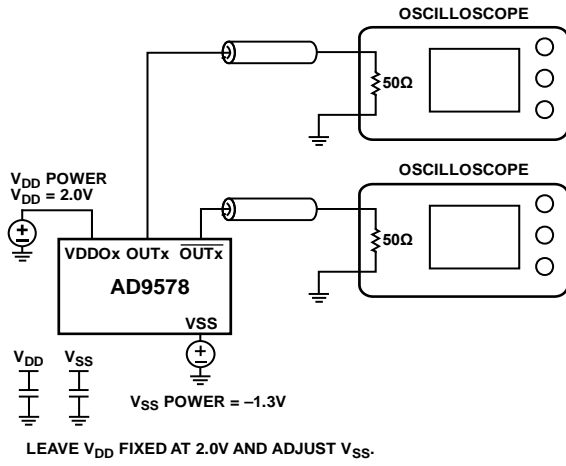 OSCILLOSCOPE
50Ω
OSCILLOSCOPE
50Ω
V_DD POWER
V_DD = 2.0V
VDDOx OUTx O̅U̅T̅x̅
AD9578
VSS
V_DD V_SS
V_SS POWER = –1.3V
LEAVE V_DD FIXED AT 2.0V AND ADJUST V_SS.